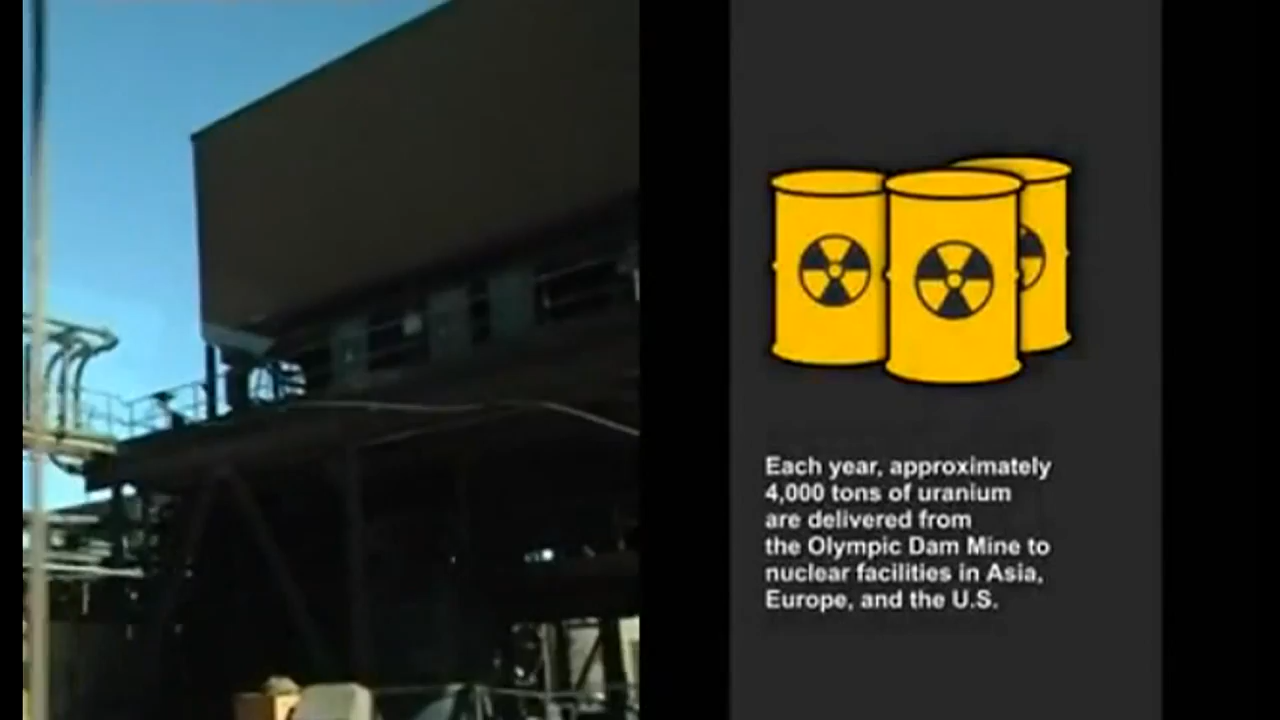 Each year, approximately
4,000 tons of uranium
are delivered from
the Olympic Dam Mine to
nuclear facilities in Asia,
Europe, and the U.S.